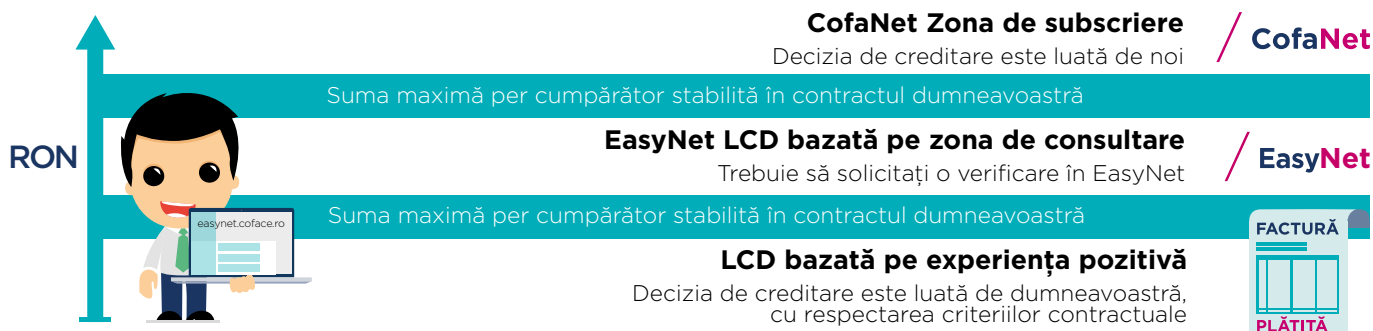 CofaNet Zona de subscriere
Decizia de creditare este luată de noi
CofaNet
Suma maximă per cumpărător stabilită în contractul dumneavoastră
RON
EasyNet LCD bazată pe zona de consultare
Trebuie să solicitați o verificare în EasyNet
EasyNet
Suma maximă per cumpărător stabilită în contractul dumneavoastră
easynet.coface.ro
FACTURĂ
LCD bazată pe experiența pozitivă
Decizia de creditare este luată de dumneavoastră,
cu respectarea criteriilor contractuale
PLĂTITĂ